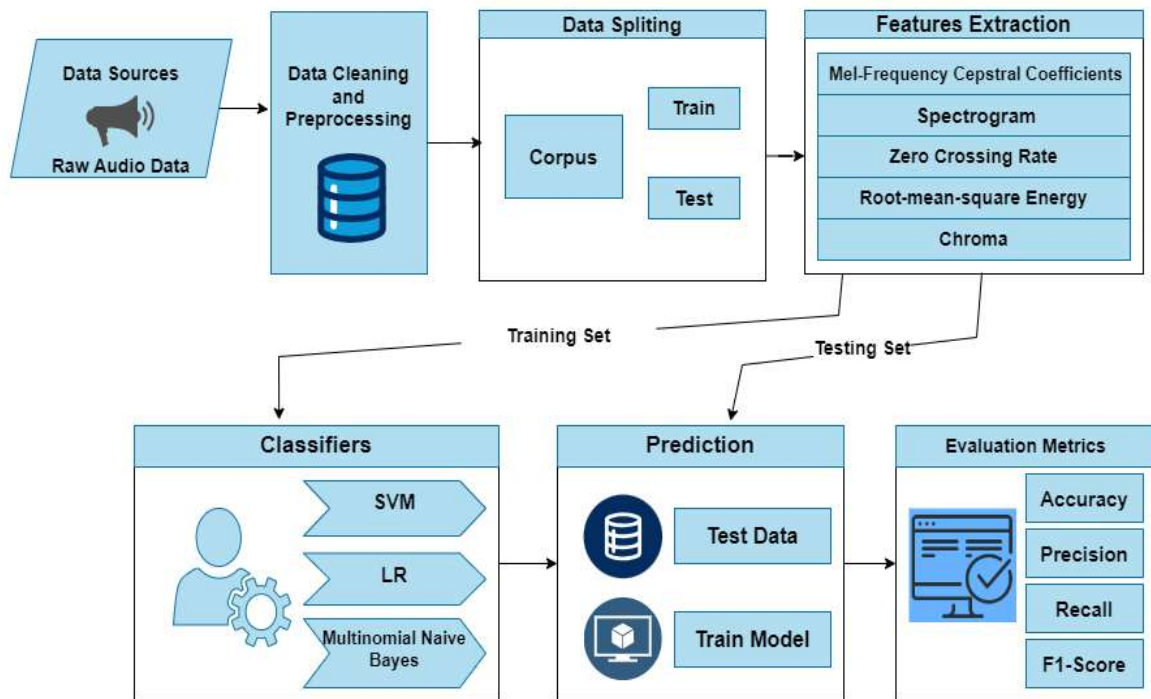 Data Sources
Raw Audio Data
Data Cleaning
and
Preprocessing
Data Spliting
Corpus
Train
Test
Features Extraction
Mel-Frequency Cepstral Coefficients
Spectrogram
Zero Crossing Rate
Root-mean-square Energy
Chroma
Training Set
Testing Set
Classifiers
SVM
LR
Multinomial Naive
Bayes
Prediction
Test Data
Train Model
Evaluation Metrics
Accuracy
Precision
Recall
F1-Score